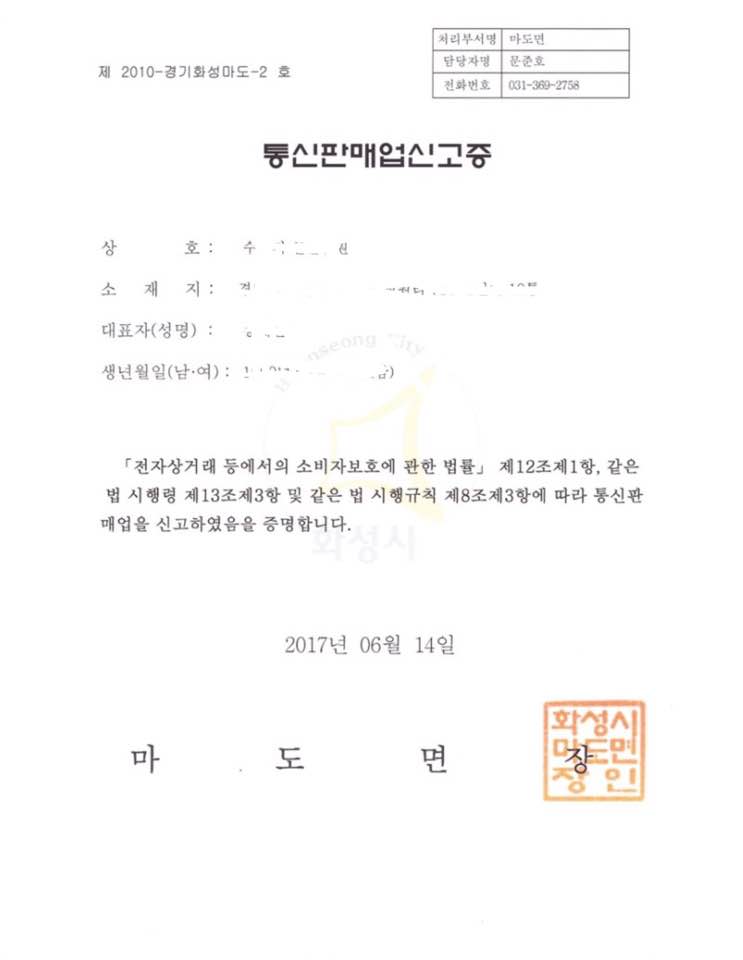 제 2010-경기화성마도-2 호
처리부서명 마도면
담당자명 문준호
전화번호 031-369-2758
통신판매업신고증
상 호 : 수
소 재 지 :
대표자(성명) :
생년월일(남·여) :
「전자상거래 등에서의 소비자보호에 관한 법률」 제12조제1항, 같은
법 시행령 제13조제3항 및 같은 법 시행규칙 제8조제3항에 따라 통신판
매업을 신고하였음을 증명합니다.
화성시
2017년 06월 14일
마 도 면 장
화성시
마도면
장인